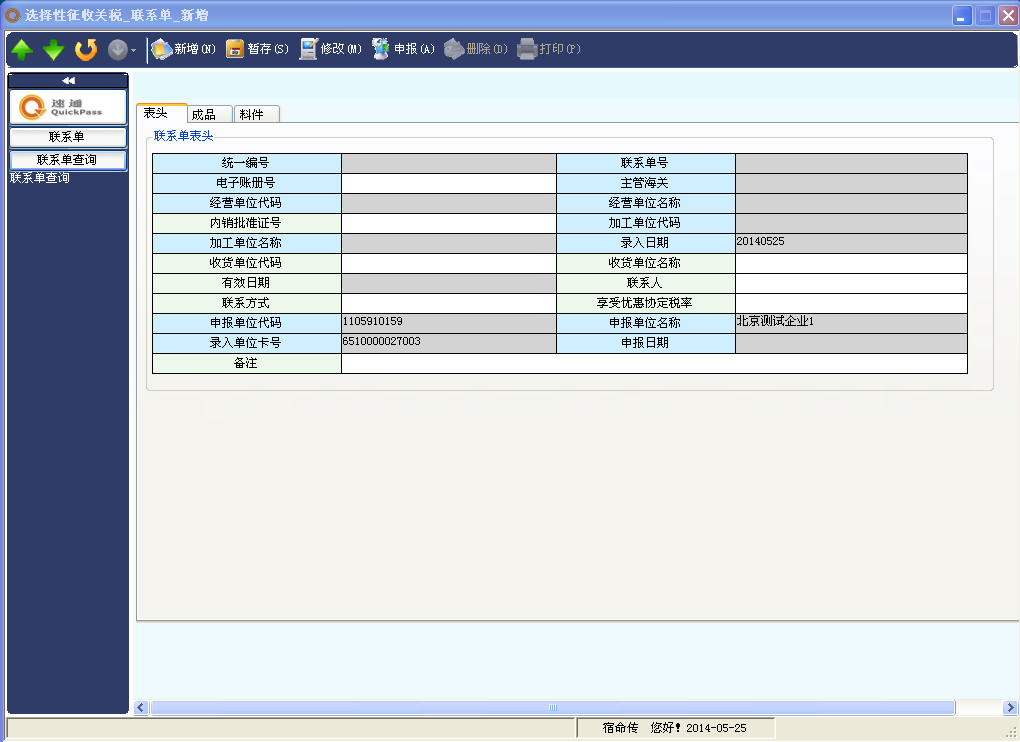 选择性征收关税_联系单_新增
新增(N) 暂存(S) 修改(M) 申报(A) 删除(D) 打印(P)
速通
QuickPass
联系单
联系单查询
联系单查询
表头 成品 料件
联系单表头
统一编号 联系单号
电子账册号 主管海关
经营单位代码 经营单位名称
内销批准证号 加工单位代码
加工单位名称 录入日期 20140525
收货单位代码 收货单位名称
有效日期 联系人
联系方式 享受优惠协定税率
申报单位代码 1105910159 申报单位名称 北京测试企业1
录入单位卡号 6510000027003 申报日期
备注
宿命传 您好! 2014-05-25